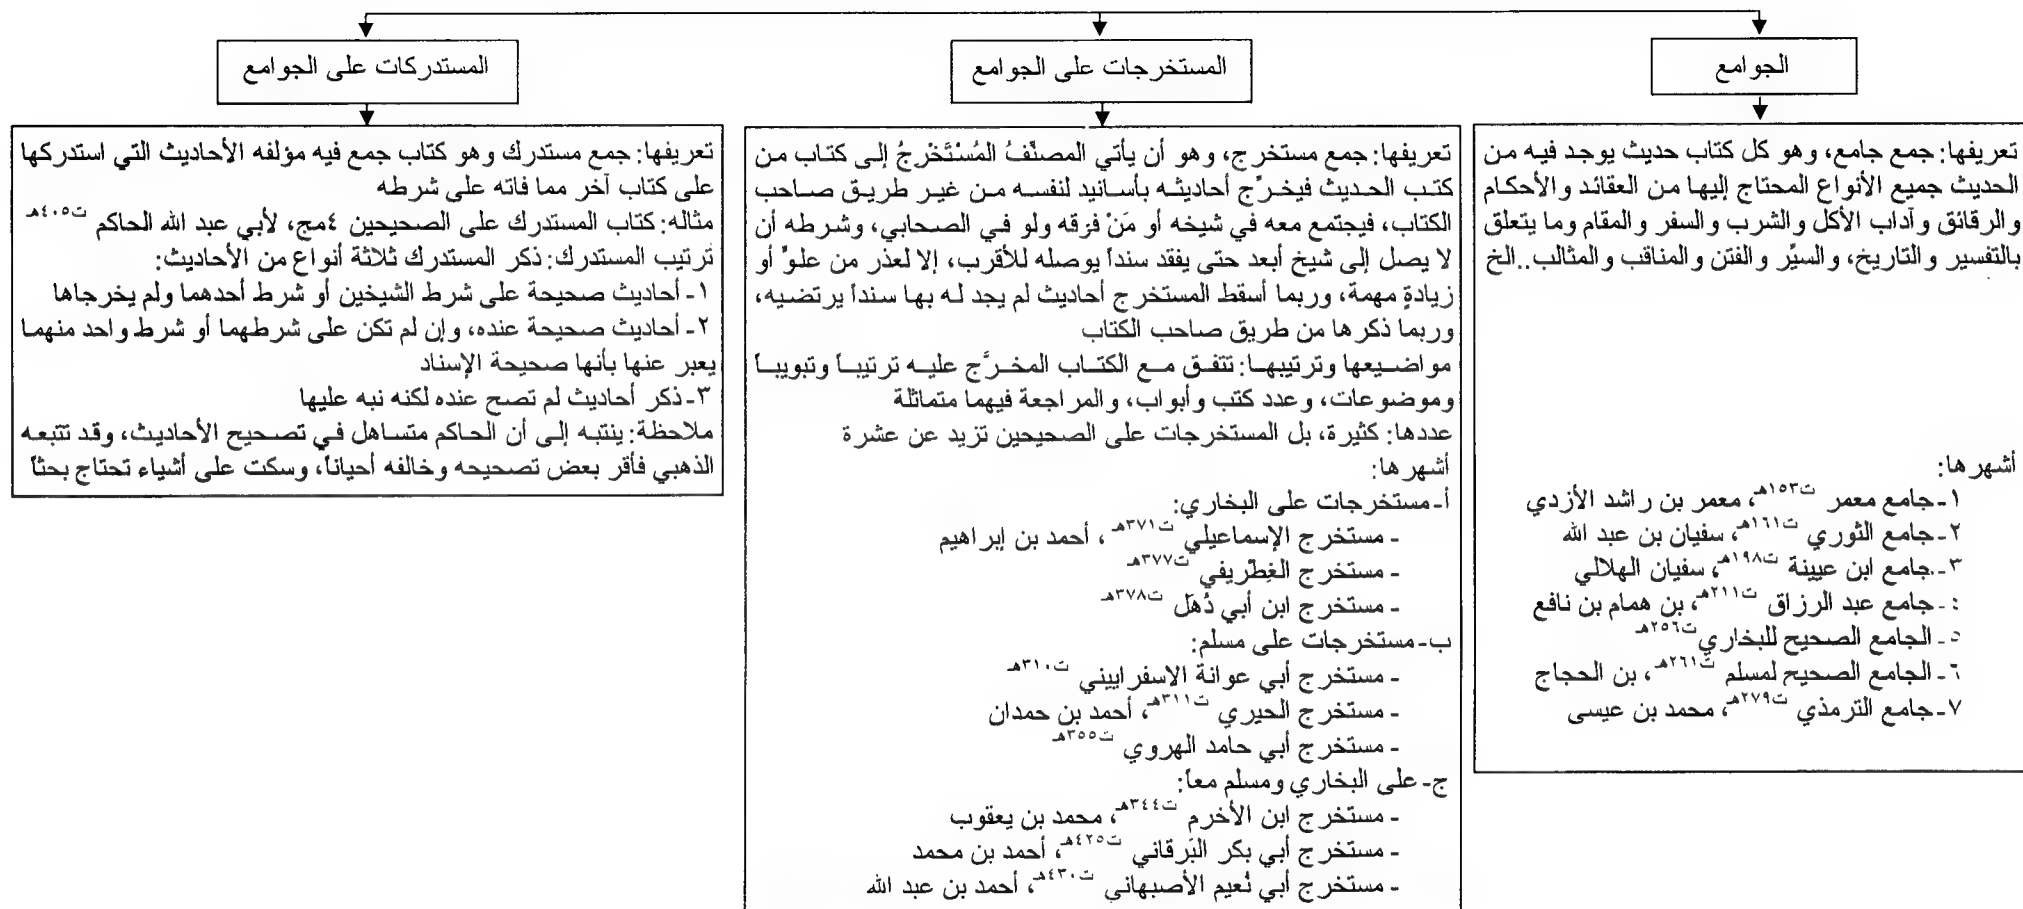 الجوامع
تعريفها: جمع جامع، وهو كل كتاب حديث يوجد فيه من
الحديث جميع الأنواع المحتاج إليها من العقائد والأحكام
والرقائق وآداب الأكل والشرب والسفر والمقام وما يتعلق
بالتفسير والتاريخ، والسيِّر والفتن والمناقب والمثالب..الخ
أشهرها:
١- جامع معمر ت١٥٣هـ، معمر بن راشد الأزدي
٢- جامع الثوري ت١٦١هـ، سفيان بن عبد الله
٣- جامع ابن عيينة ت١٩٨هـ، سفيان الهلالي
٤- جامع عبد الرزاق ت٢١١هـ، بن همام بن نافع
٥- الجامع الصحيح للبخاري ت٢٥٦هـ
٦- الجامع الصحيح لمسلم ت٢٦١هـ، بن الحجاج
٧- جامع الترمذي ت٢٧٩هـ، محمد بن عيسى
المستخرجات على الجوامع
تعريفها: جمع مستخرج، وهو أن يأتي المصنِّفُ المُسْتَخْرِجُ إلى كتاب من
كتب الحديث فيخرِّج أحاديثه بأسانيد لنفسه من غير طريق صاحب
الكتاب، فيجتمع معه في شيخه أو مَنْ فوقه ولو في الصحابي، وشرطه أن
لا يصل إلى شيخ أبعد حتى يفقد سنداً يوصله للأقرب، إلا لعذر من علوٍّ أو
زيادةٍ مهمة، وربما أسقط المستخرج أحاديث لم يجد له بها سنداً يرتضيه،
وربما ذكرها من طريق صاحب الكتاب
مواضيعها وترتيبها: تتفق مع الكتاب المخرَّج عليه ترتيباً وتبويباً
وموضوعات، وعدد كتب وأبواب، والمراجعة فيهما متماثلة
عددها: كثيرة، بل المستخرجات على الصحيحين تزيد عن عشرة
أشهرها:
أ- مستخرجات على البخاري:
- مستخرج الإسماعيلي ت٣٧١هـ، أحمد بن إبراهيم
- مستخرج الغِطْريفي ت٣٧٧هـ
- مستخرج ابن أبي ذُهَل ت٣٧٨هـ
ب- مستخرجات على مسلم:
- مستخرج أبي عوانة الاسفراييني ت٣١٠هـ
- مستخرج الحيري ت٣١١هـ، أحمد بن حمدان
- مستخرج أبي حامد الهروي ت٣٥٥هـ
ج- على البخاري ومسلم معاً:
- مستخرج ابن الأخرم ت٣٤٤هـ، محمد بن يعقوب
- مستخرج أبي بكر البَرقاني ت٤٢٥هـ، أحمد بن محمد
- مستخرج أبي نُعيم الأصبهاني ت٤٣٠هـ، أحمد بن عبد الله
المستدركات على الجوامع
تعريفها: جمع مستدرك وهو كتاب جمع فيه مؤلفه الأحاديث التي استدركها
على كتاب آخر مما فاته على شرطه
مثاله: كتاب المستدرك على الصحيحين ٤مج، لأبي عبد الله الحاكم ت٤٠٥هـ
ترتيب المستدرك: ذكر المستدرك ثلاثة أنواع من الأحاديث:
١- أحاديث صحيحة على شرط الشيخين أو شرط أحدهما ولم يخرجاها
٢- أحاديث صحيحة عنده، وإن لم تكن على شرطهما أو شرط واحد منهما
يعبر عنها بأنها صحيحة الإسناد
٣- ذكر أحاديث لم تصح عنده لكنه نبه عليها
ملاحظة: ينتبه إلى أن الحاكم متساهل في تصحيح الأحاديث، وقد تتبعه
الذهبي فأقر بعض تصحيحه وخالفه أحياناً، وسكت على أشياء تحتاج بحثاً